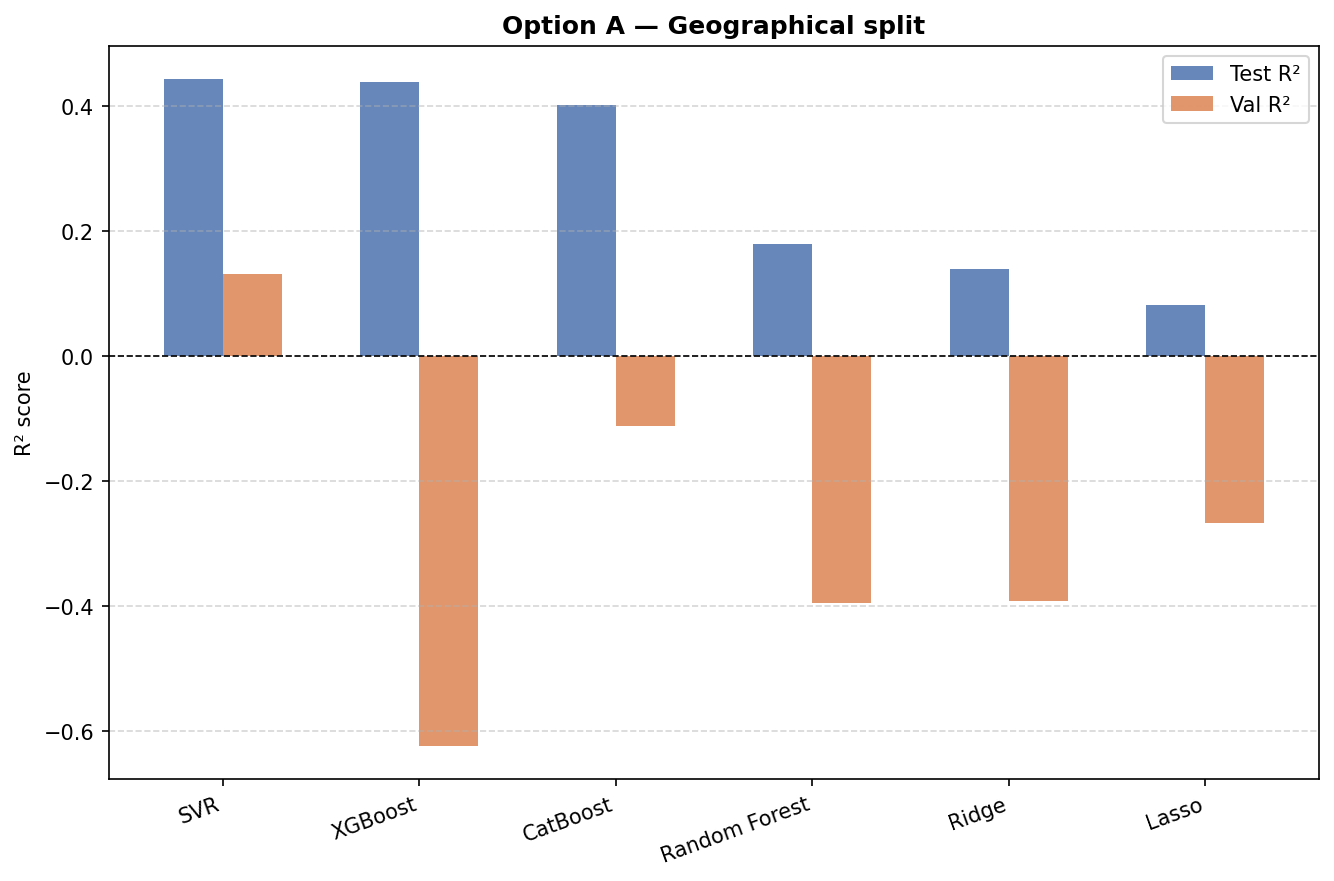 Option A — Geographical split
Test R²
Val R²
0.4
0.2
0.0
−0.2
−0.4
−0.6
R² score
SVR
XGBoost
CatBoost
Random Forest
Ridge
Lasso